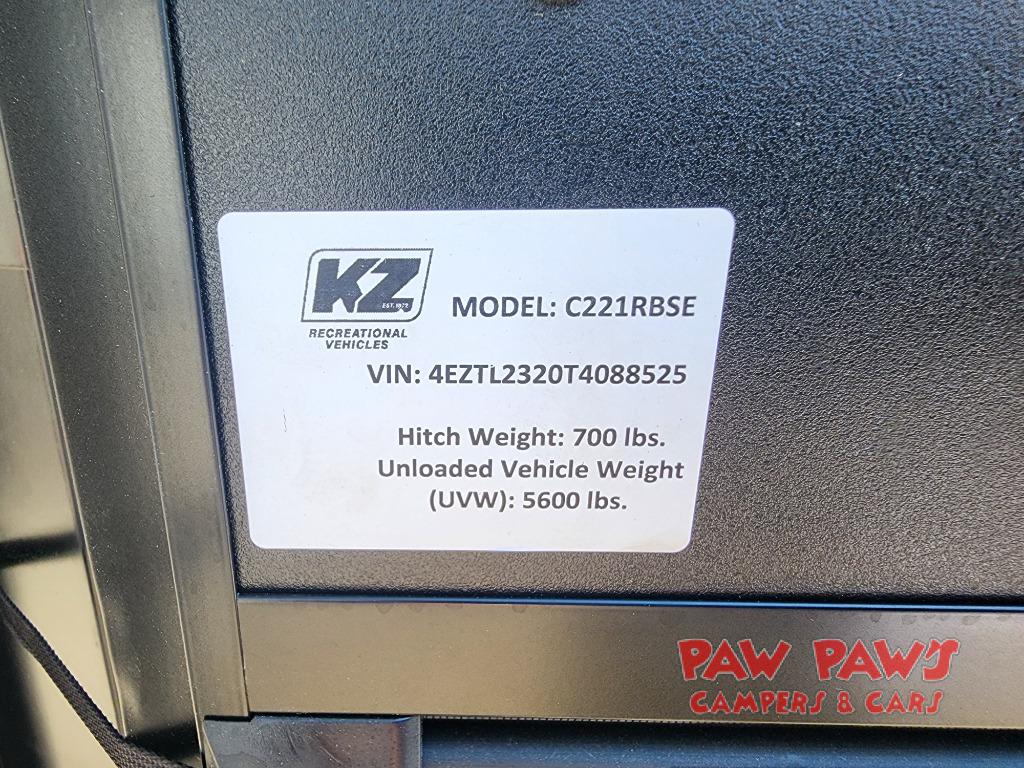 KZ
EST. 1972
RECREATIONAL
VEHICLES
MODEL: C221RBSE
VIN: 4EZTL2320T4088525
Hitch Weight: 700 lbs.
Unloaded Vehicle Weight
(UVW): 5600 lbs.
PAW PAW'S
CAMPERS & CARS